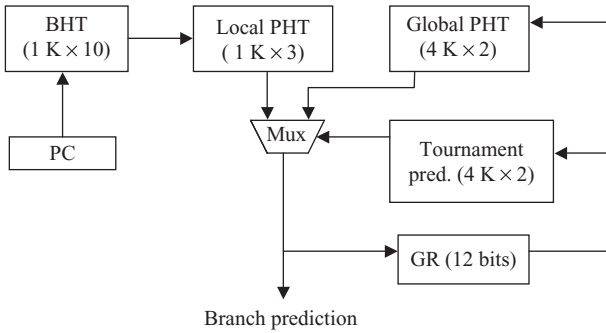 BHT
(1 K × 10)
Local PHT
( 1 K × 3)
Global PHT
(4 K × 2)
PC
Mux
Tournament
pred. (4 K × 2)
GR (12 bits)
Branch prediction